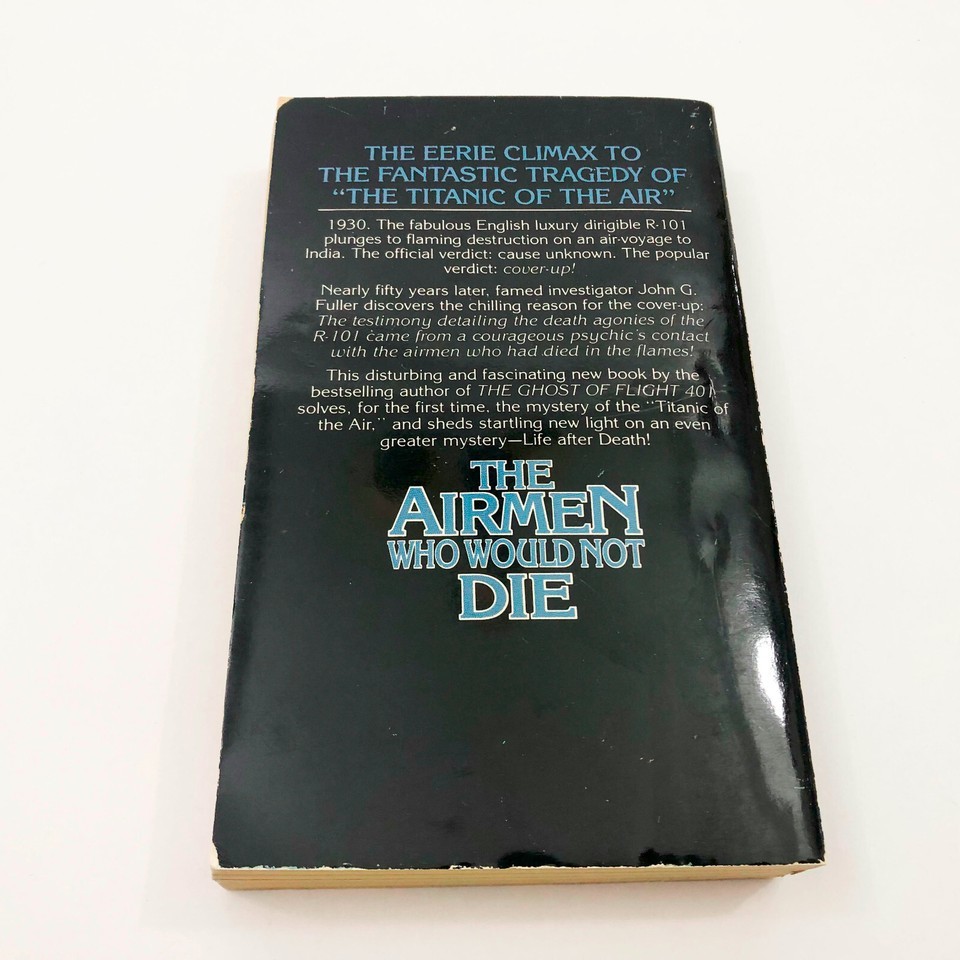 THE EERIE CLIMAX TO
THE FANTASTIC TRAGEDY OF
“THE TITANIC OF THE AIR”
1930. The fabulous English luxury dirigible R-101
plunges to flaming destruction on an air-voyage to
India. The official verdict: cause unknown. The popular
verdict: cover-up!
Nearly fifty years later, famed investigator John G.
Fuller discovers the chilling reason for the cover-up:
The testimony detailing the death agonies of the
R-101 came from a courageous psychic's contact
with the airmen who had died in the flames!
This disturbing and fascinating new book by the
bestselling author of THE GHOST OF FLIGHT 401
solves, for the first time, the mystery of the “Titanic of
the Air,” and sheds startling new light on an even
greater mystery—Life after Death!
THE
AIRMEN
WHO WOULD NOT
DIE